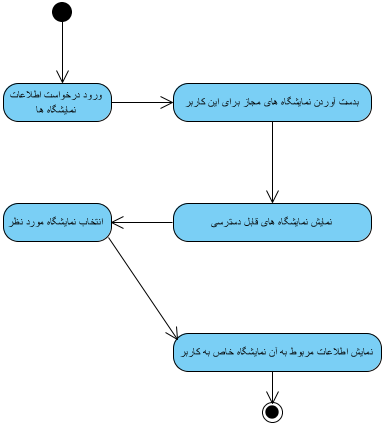 ورود درخواست اطلاعات
نمایشگاه ها
بدست آوردن نمایشگاه های مجاز برای این کاربر
نمایش نمایشگاه های قابل دسترسی
انتخاب نمایشگاه مورد نظر
نمایش اطلاعات مربوط به آن نمایشگاه خاص به کاربر